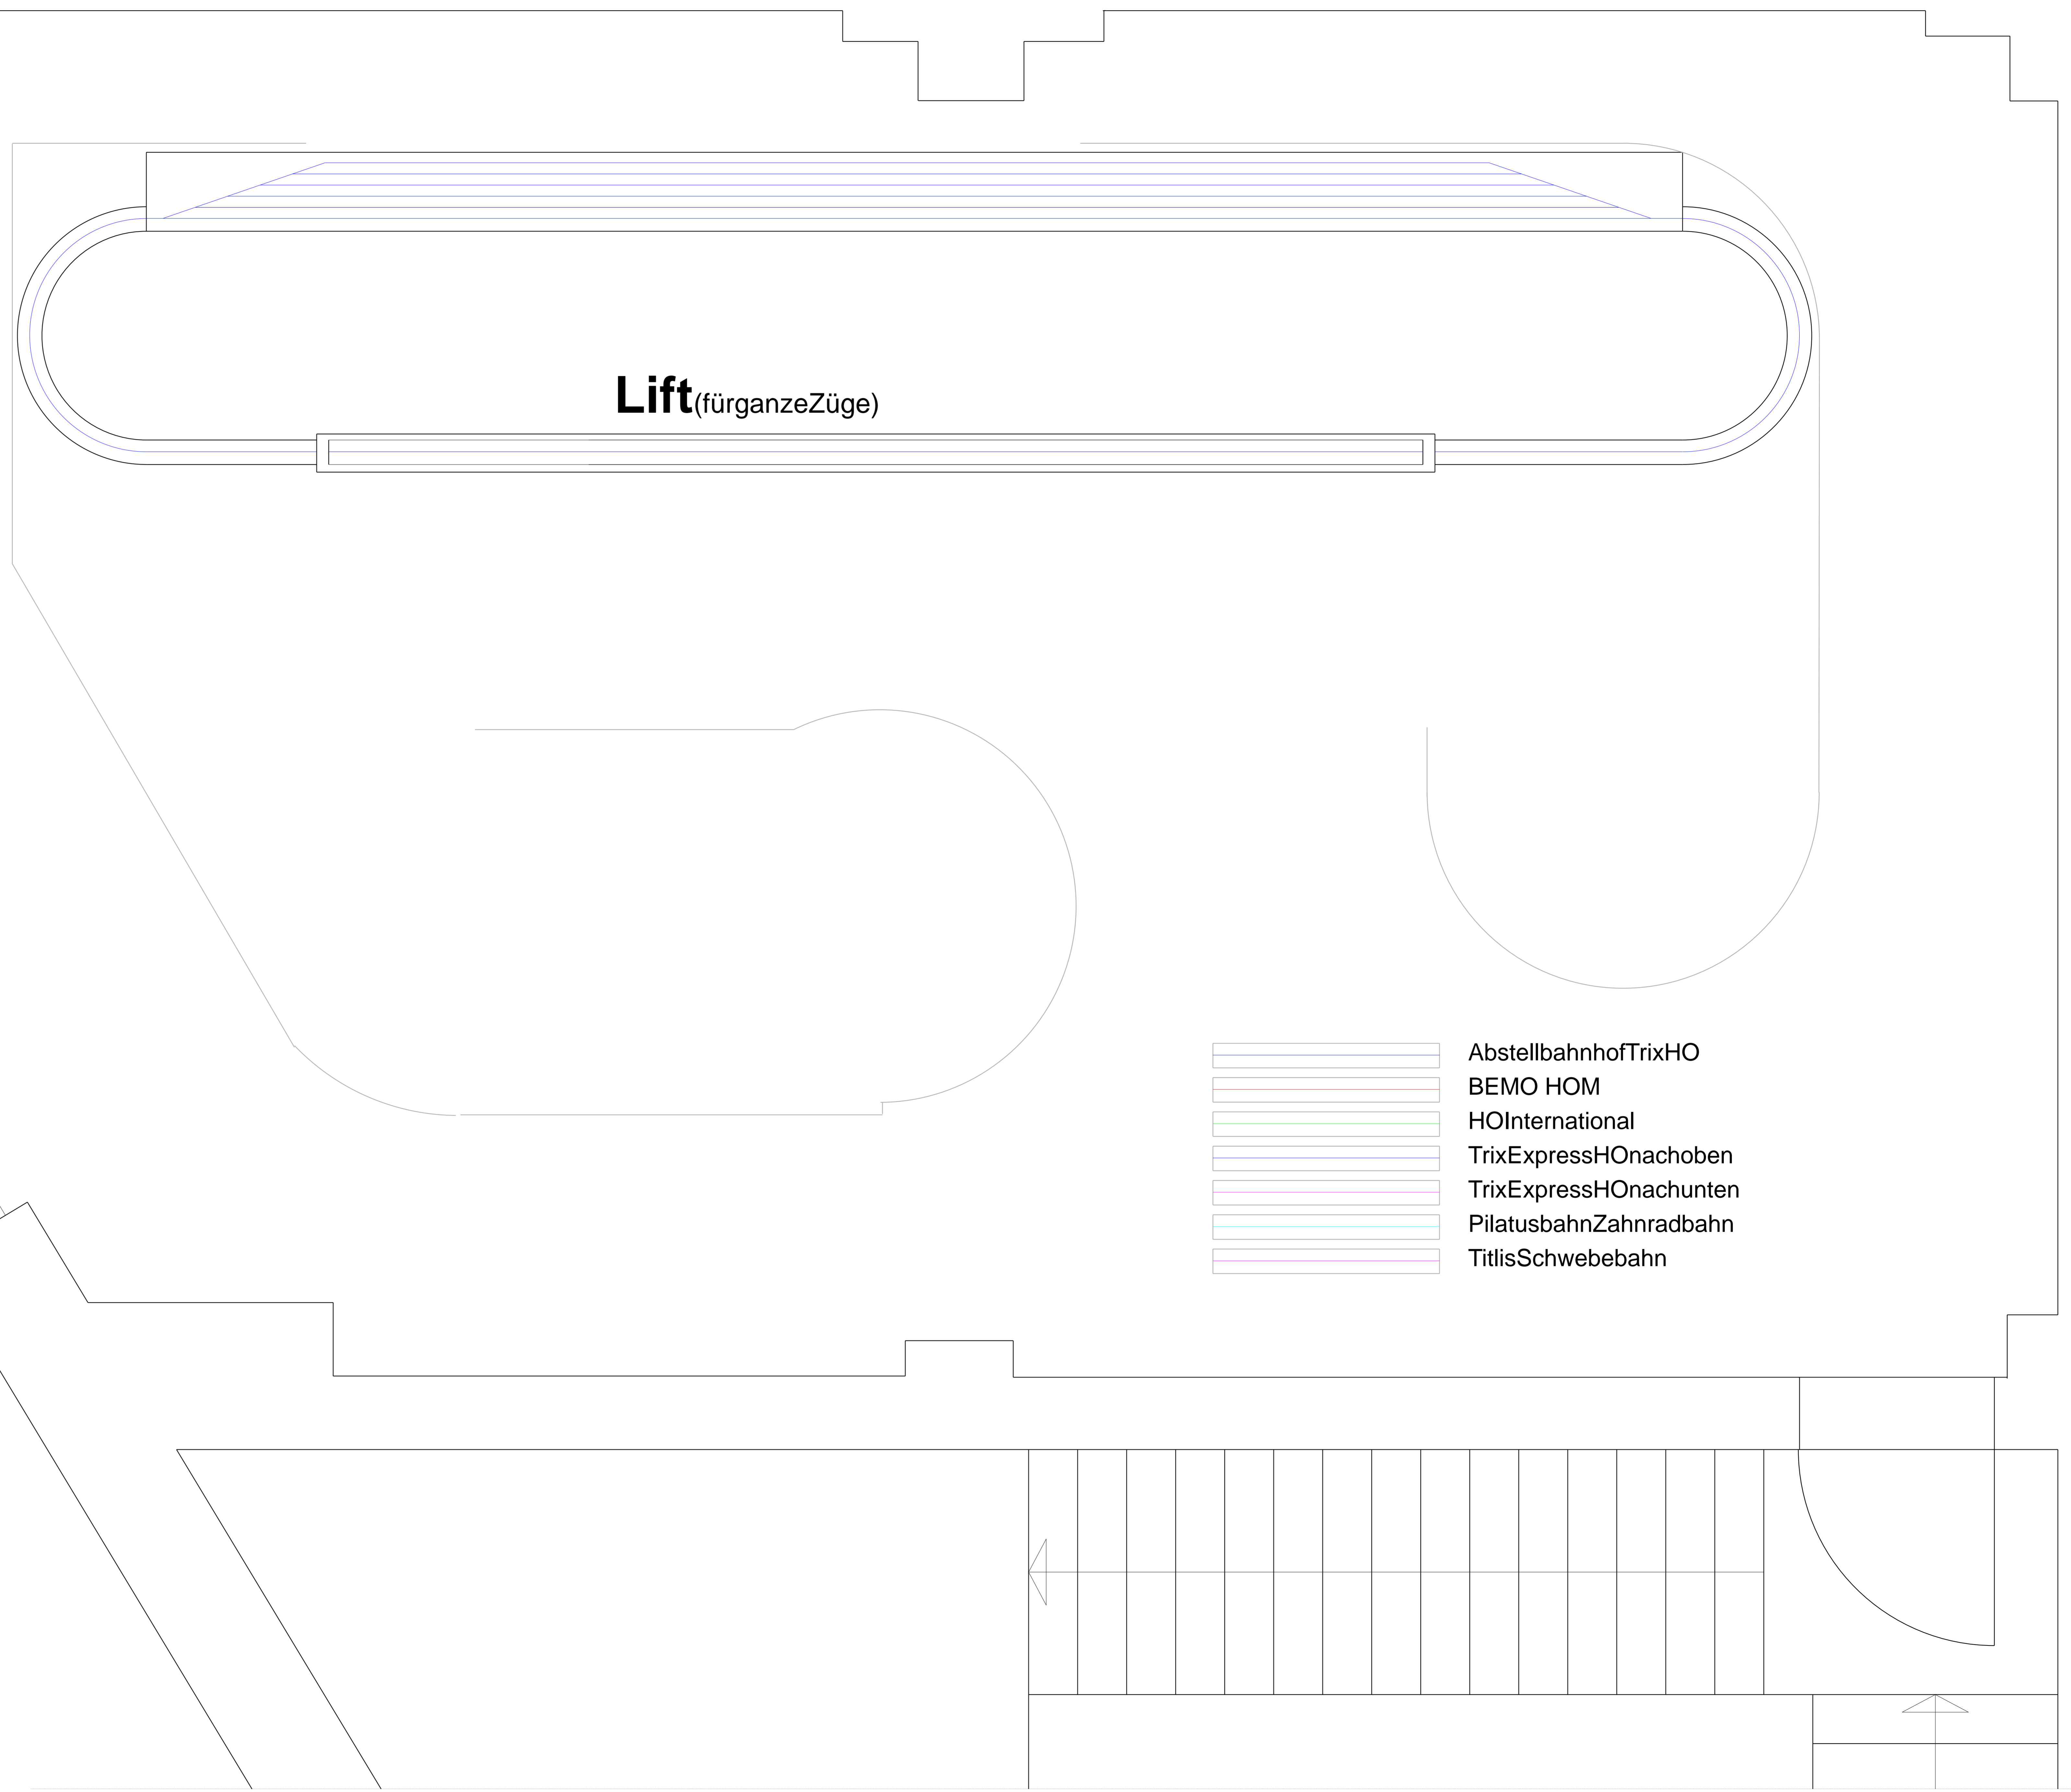 Lift(fürganzeZüge)
AbstellbahnhofTrixHO
BEMO HOM
HOInternational
TrixExpressHOnachoben
TrixExpressHOnachunten
PilatusbahnZahnradbahn
TitlisSchwebebahn